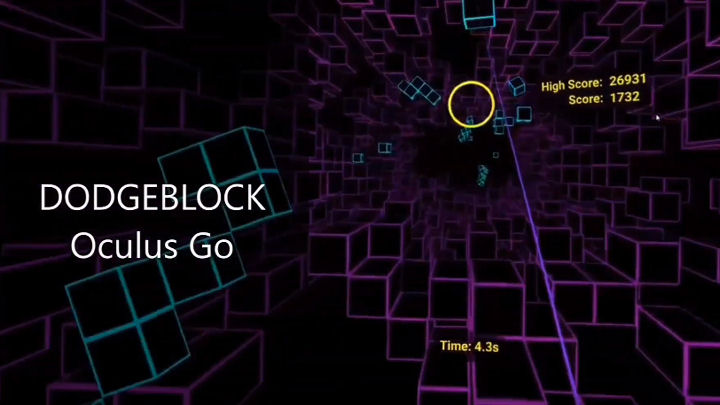 DODGEBLOCK
Oculus Go
High Score: 26931
Score: 1732
Time: 4.3s